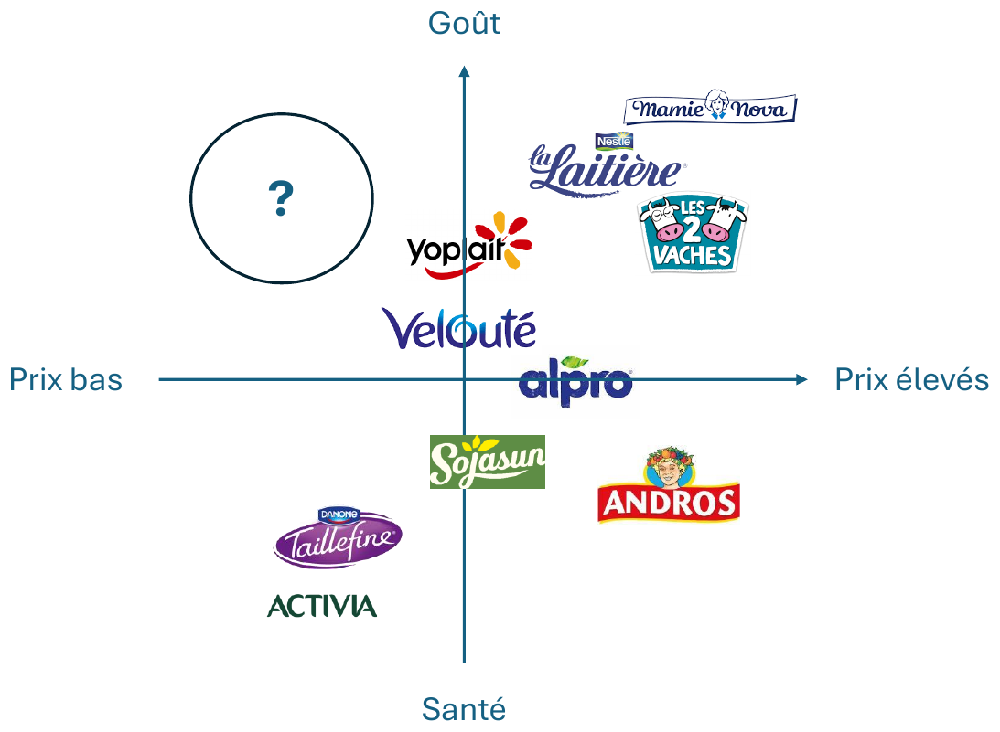 Goût
Mamie Nova
Nestlé
la Laitière
LES
2
VACHES
?
yoplait
Velouté
Prix bas
alpro
Prix élevés
Sojasun
ANDROS
DANONE
Taillefine
ACTIVIA
Santé